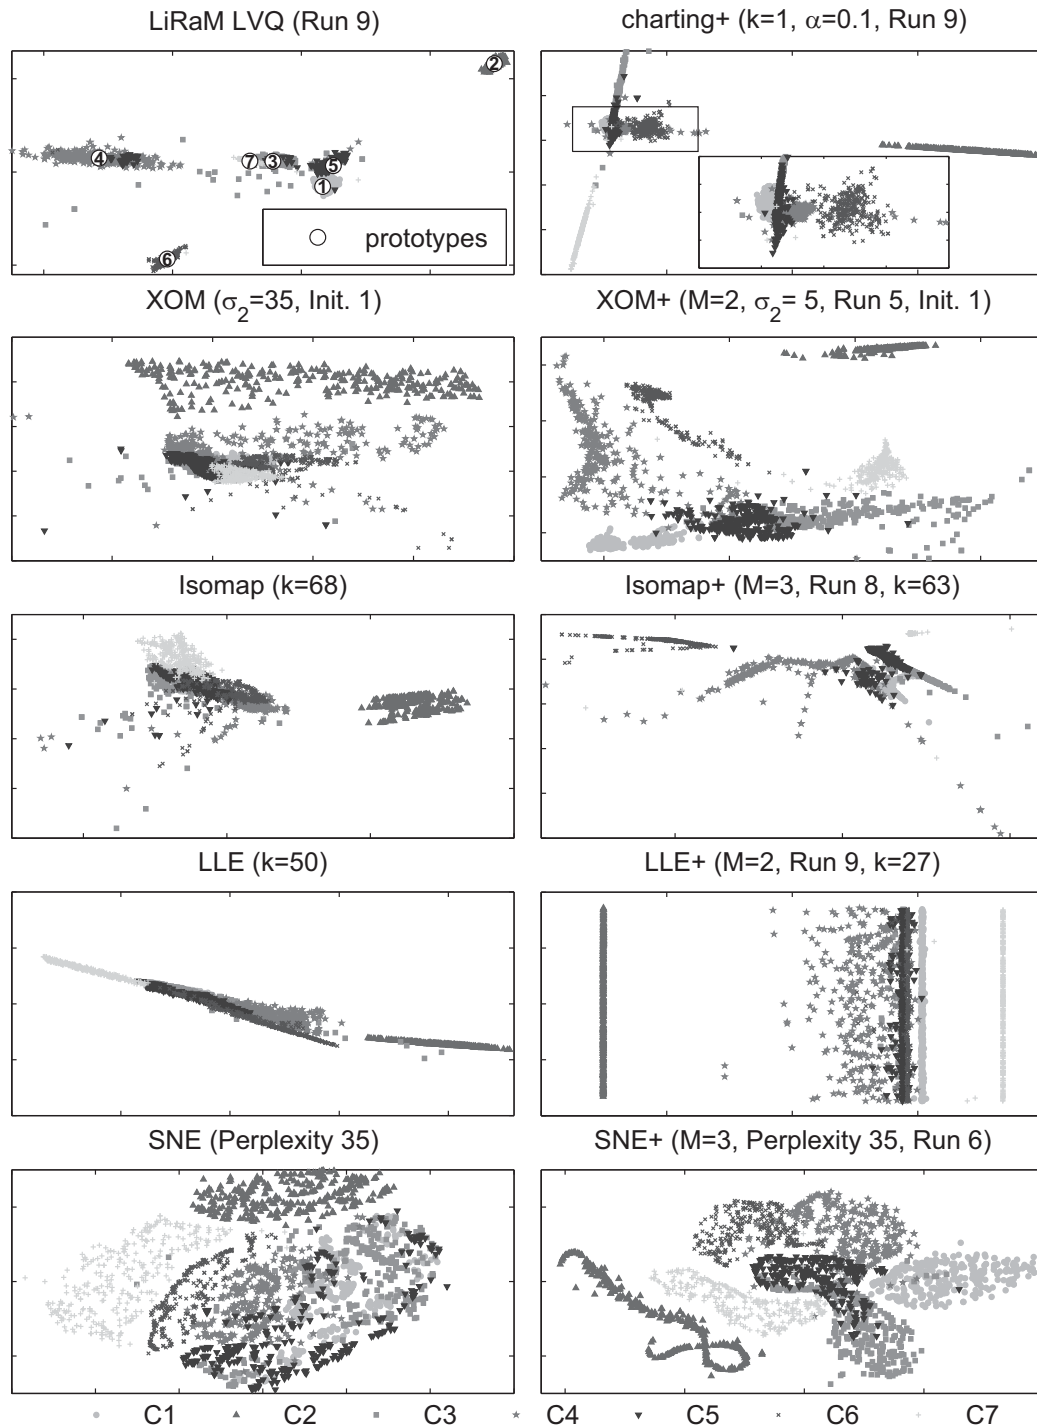 LiRaM LVQ (Run 9)
charting+ (k=1, α=0.1, Run 9)
2
4
7
3
5
1
prototypes
6
XOM (σ2=35, Init. 1)
XOM+ (M=2, σ2= 5, Run 5, Init. 1)
Isomap (k=68)
Isomap+ (M=3, Run 8, k=63)
LLE (k=50)
LLE+ (M=2, Run 9, k=27)
SNE (Perplexity 35)
SNE+ (M=3, Perplexity 35, Run 6)
C1 C2 C3 C4 C5 C6 C7